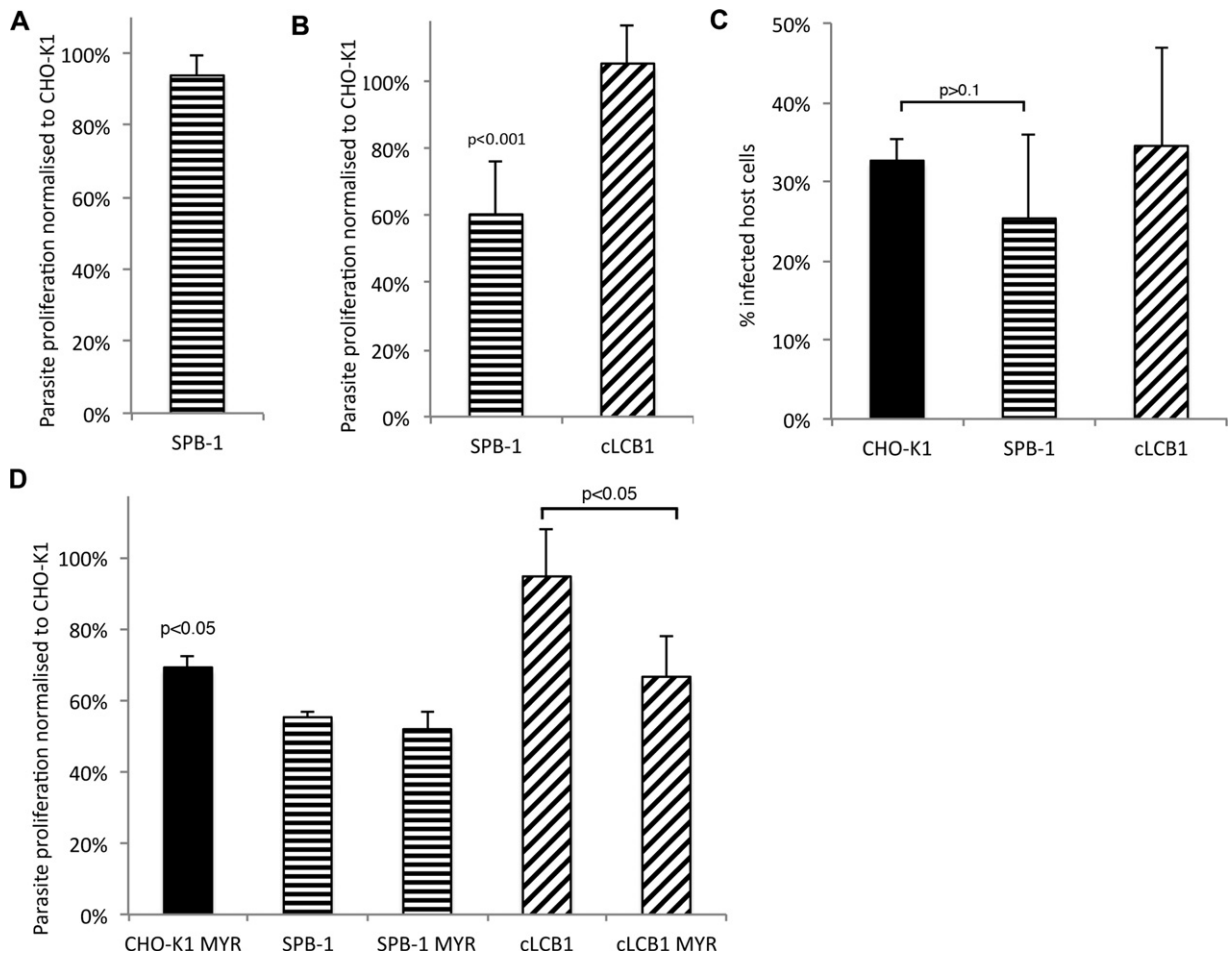 A
Parasite proliferation normalised to CHO-K1
100%
80%
60%
40%
20%
0%
SPB-1
B
Parasite proliferation normalised to CHO-K1
100%
80%
60%
40%
20%
0%
p<0.001
SPB-1
cLCB1
C
% infected host cells
50%
40%
30%
20%
10%
0%
p>0.1
CHO-K1
SPB-1
cLCB1
D
Parasite proliferation normalised to CHO-K1
100%
80%
60%
40%
20%
0%
p<0.05
p<0.05
CHO-K1 MYR
SPB-1
SPB-1 MYR
cLCB1
cLCB1 MYR